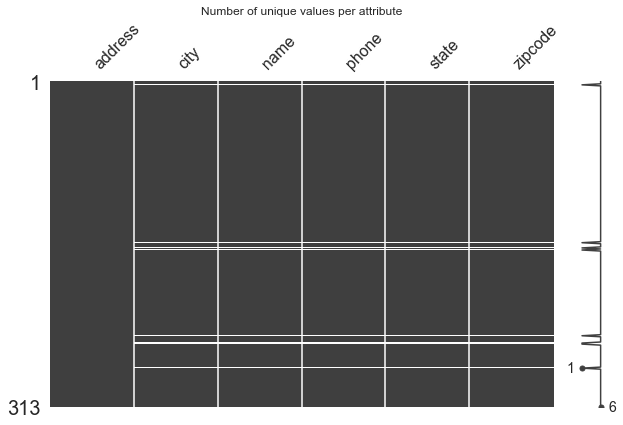 Number of unique values per attribute
address city name phone state zipcode
1
1
313
6